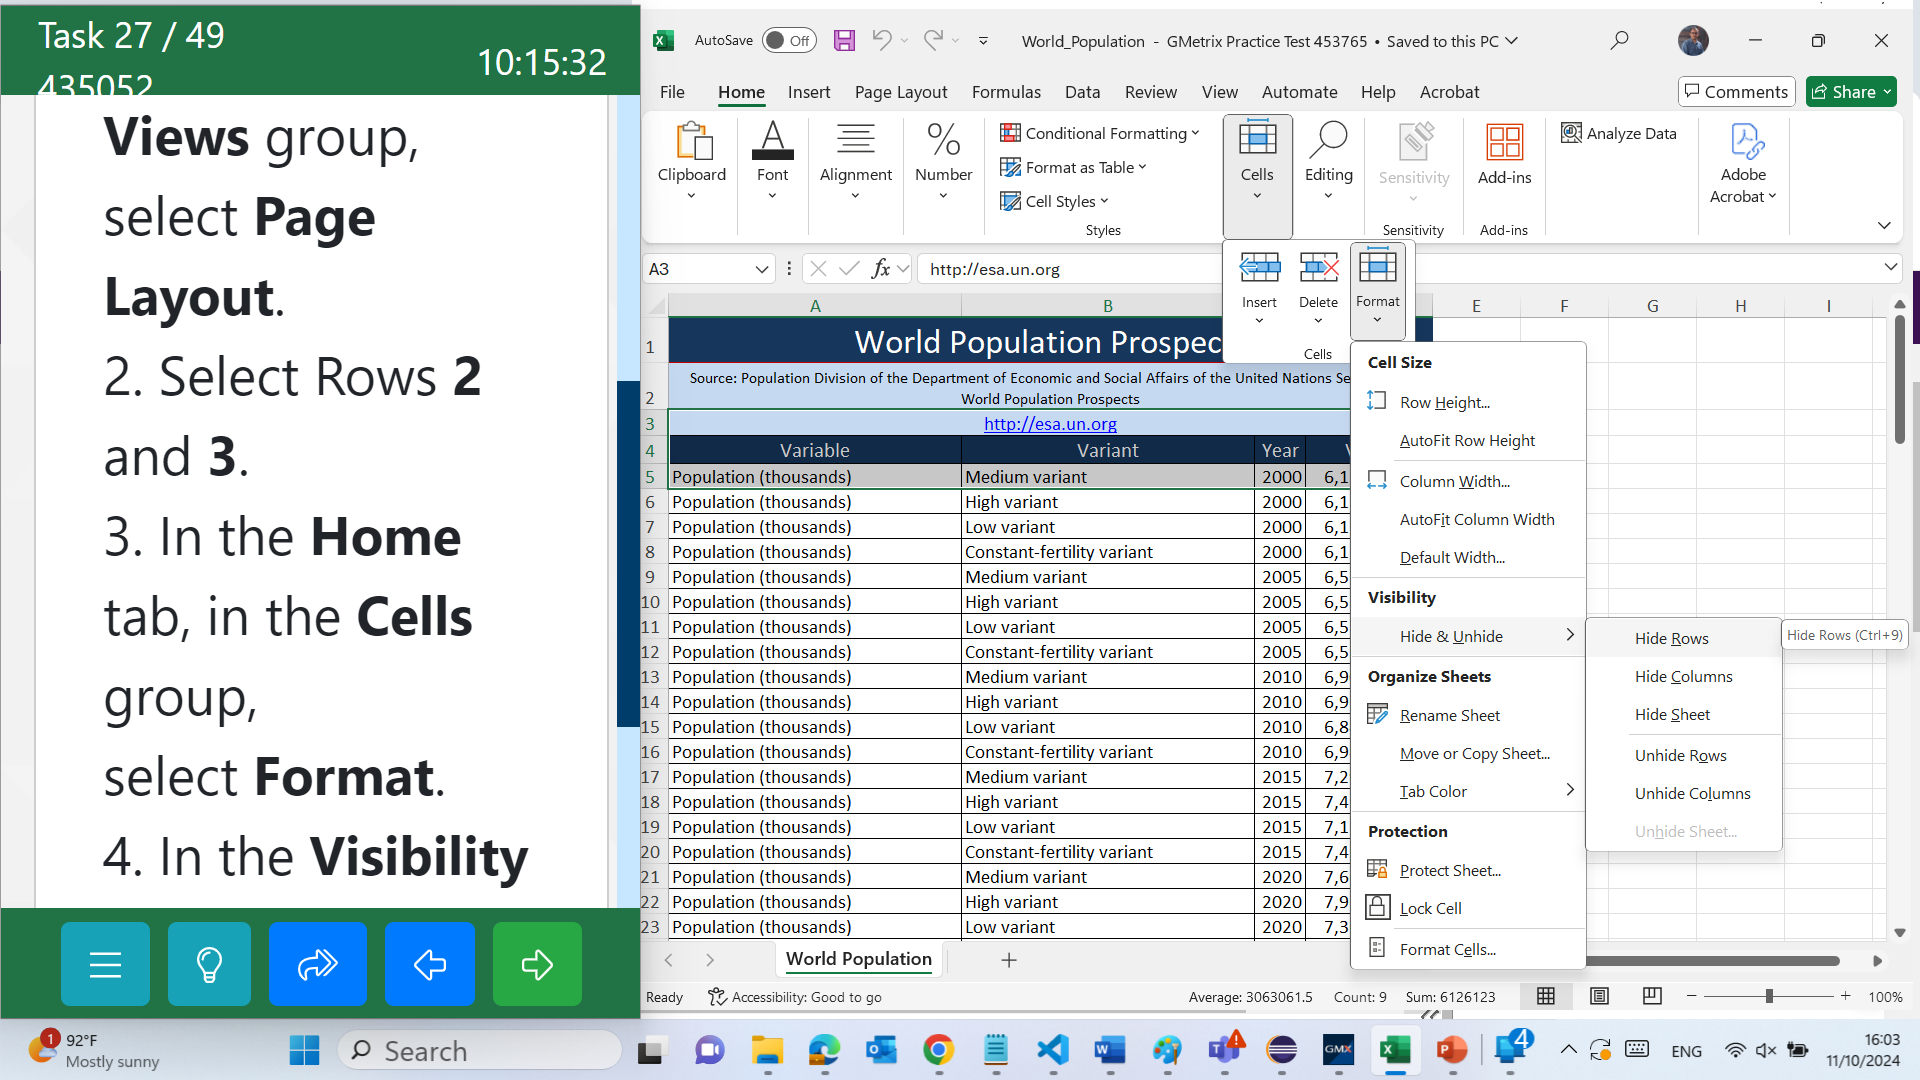 Task 27 / 49
435052
10:15:32
Views group,
select Page
Layout.
2. Select Rows 2
and 3.
3. In the Home
tab, in the Cells
group,
select Format.
4. In the Visibility
AutoSave Off
World_Population - GMetrix Practice Test 453765 • Saved to this PC
File Home Insert Page Layout Formulas Data Review View Automate Help Acrobat
Comments Share
Clipboard
Font
Alignment
Number
Conditional Formatting
Format as Table
Cell Styles
Styles
Cells
Editing
Sensitivity
Sensitivity
Add-ins
Add-ins
Analyze Data
Adobe
Acrobat
A3 fx http://esa.un.org
Insert Delete Format
Cells
A B E F G H I
1 World Population Prospec
Source: Population Division of the Department of Economic and Social Affairs of the United Nations Se
2 World Population Prospects
3 http://esa.un.org
4 Variable Variant Year
5 Population (thousands) Medium variant 2000 6,1
6 Population (thousands) High variant 2000 6,1
7 Population (thousands) Low variant 2000 6,1
8 Population (thousands) Constant-fertility variant 2000 6,1
9 Population (thousands) Medium variant 2005 6,5
10 Population (thousands) High variant 2005 6,5
11 Population (thousands) Low variant 2005 6,5
12 Population (thousands) Constant-fertility variant 2005 6,5
13 Population (thousands) Medium variant 2010 6,9
14 Population (thousands) High variant 2010 6,9
15 Population (thousands) Low variant 2010 6,8
16 Population (thousands) Constant-fertility variant 2010 6,9
17 Population (thousands) Medium variant 2015 7,2
18 Population (thousands) High variant 2015 7,4
19 Population (thousands) Low variant 2015 7,1
20 Population (thousands) Constant-fertility variant 2015 7,4
21 Population (thousands) Medium variant 2020 7,6
22 Population (thousands) High variant 2020 7,9
23 Population (thousands) Low variant 2020 7,3
Cell Size
Row Height...
AutoFit Row Height
Column Width...
AutoFit Column Width
Default Width...
Visibility
Hide & Unhide
Organize Sheets
Rename Sheet
Move or Copy Sheet...
Tab Color
Protection
Protect Sheet...
Lock Cell
Format Cells...
Hide Rows
Hide Columns
Hide Sheet
Unhide Rows
Unhide Columns
Unhide Sheet...
Hide Rows (Ctrl+9)
World Population
Ready Accessibility: Good to go Average: 3063061.5 Count: 9 Sum: 6126123 100%
1
92°F
Mostly sunny
Search
GMX
4
ENG
16:03
11/10/2024